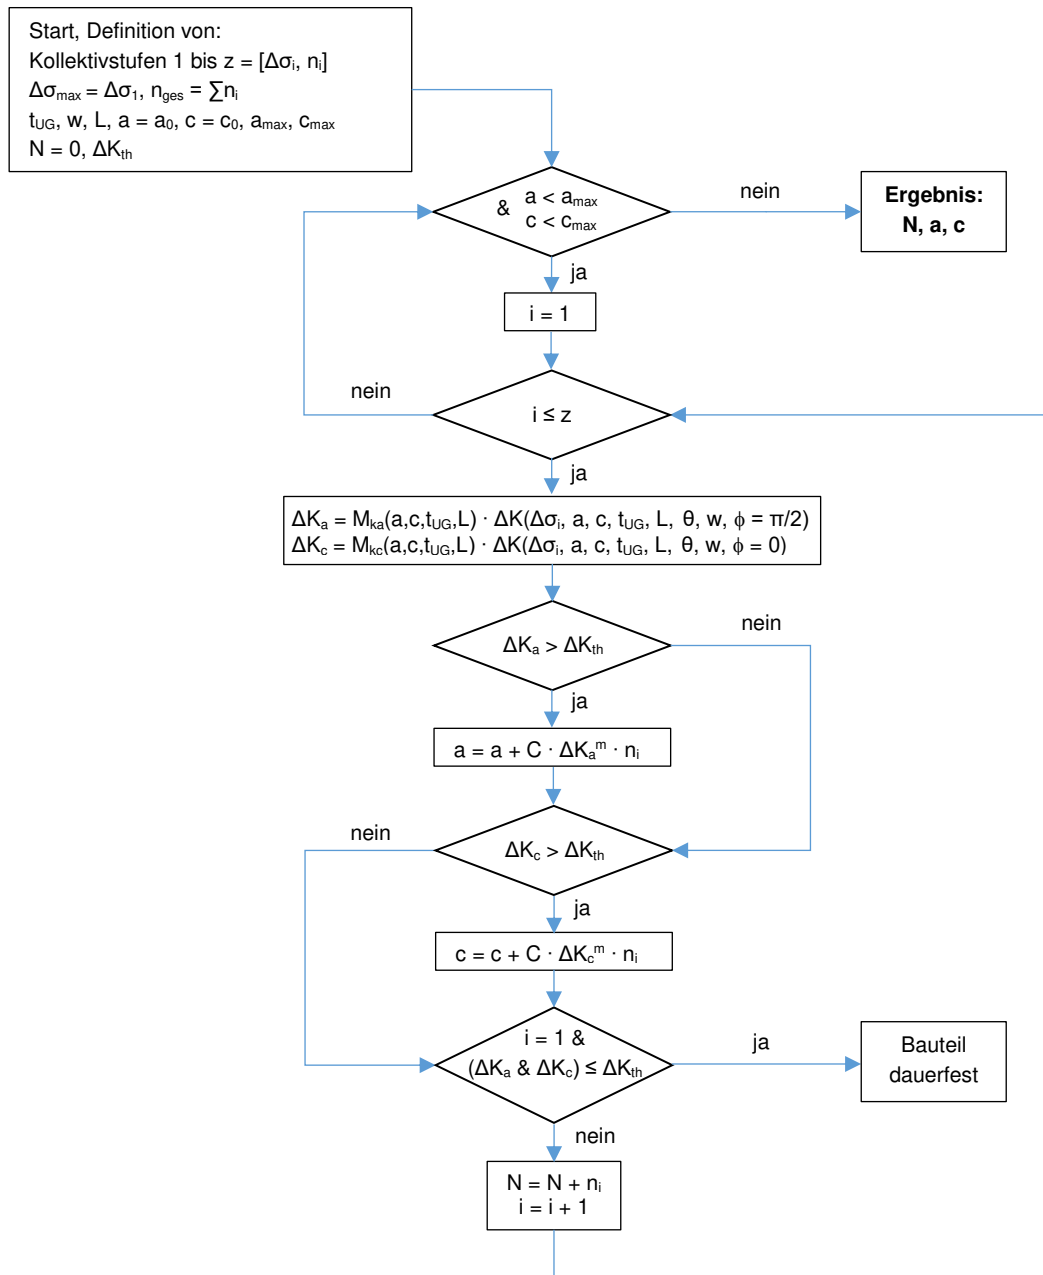 Start, Definition von:
Kollektivstufen 1 bis z = [Δσᵢ, nᵢ]
Δσmax = Δσ₁, nges = ∑nᵢ
tUG, w, L, a = a₀, c = c₀, amax, cmax
N = 0, ΔKth
& a < amax
c < cmax
nein
Ergebnis:
N, a, c
ja
i = 1
nein
i ≤ z
ja
ΔKa = Mka(a,c,tUG,L) · ΔK(Δσᵢ, a, c, tUG, L, θ, w, ϕ = π/2)
ΔKc = Mkc(a,c,tUG,L) · ΔK(Δσᵢ, a, c, tUG, L, θ, w, ϕ = 0)
nein
ΔKa > ΔKth
ja
a = a + C · ΔKaᵐ · nᵢ
nein
ΔKc > ΔKth
ja
c = c + C · ΔKcᵐ · nᵢ
i = 1 &
(ΔKa & ΔKc) ≤ ΔKth
ja
Bauteil
dauerfest
nein
N = N + nᵢ
i = i + 1